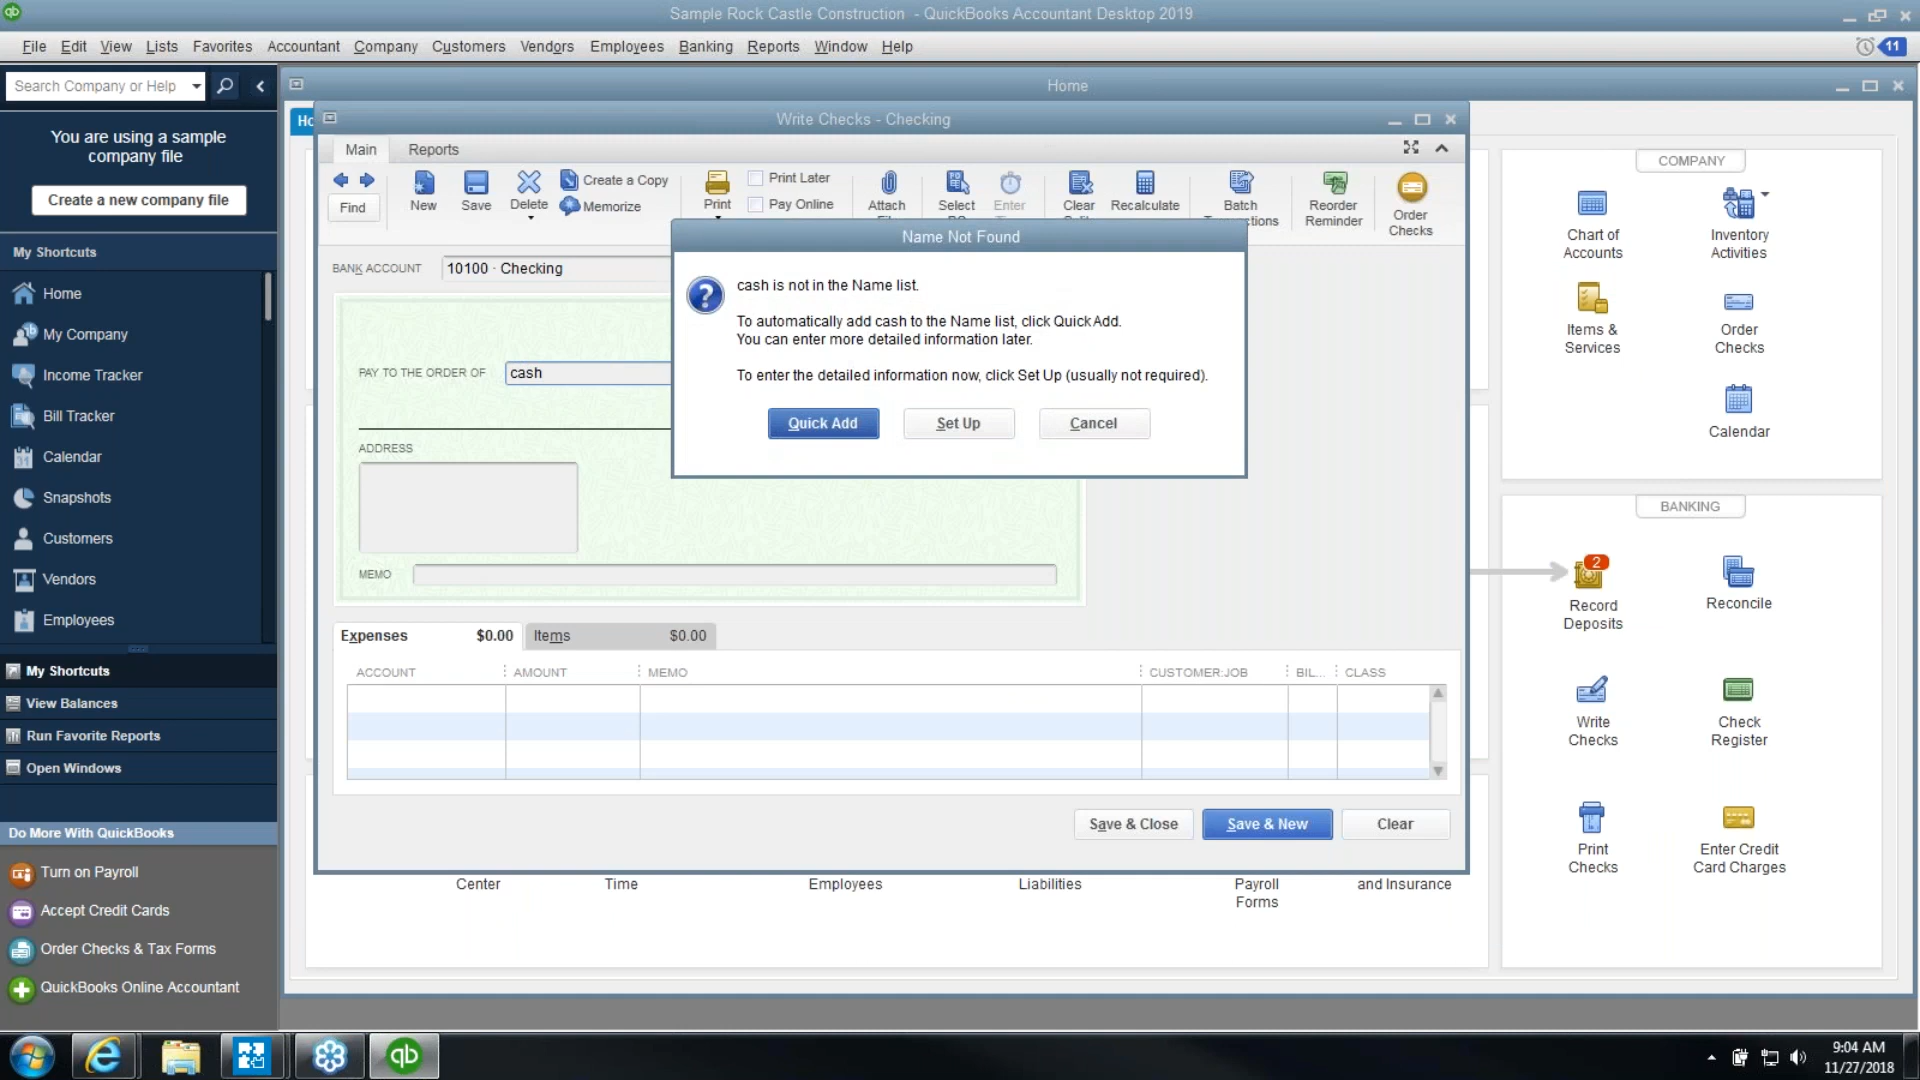 Sample Rock Castle Construction - QuickBooks Accountant Desktop 2019
File Edit View Lists Favorites Accountant Company Customers Vendors Employees Banking Reports Window Help
11
Search Company or Help
Home
You are using a sample
company file
Create a new company file
My Shortcuts
Home
My Company
Income Tracker
Bill Tracker
Calendar
Snapshots
Customers
Vendors
Employees
My Shortcuts
View Balances
Run Favorite Reports
Open Windows
Do More With QuickBooks
Turn on Payroll
Accept Credit Cards
Order Checks & Tax Forms
QuickBooks Online Accountant
Write Checks - Checking
Main Reports
Find
New
Save
Delete
Create a Copy
Memorize
Print
Print Later
Pay Online
Attach
Select
Enter
Clear
Recalculate
Batch
Reorder
Reminder
Order
Checks
BANK ACCOUNT 10100 · Checking
PAY TO THE ORDER OF cash
ADDRESS
MEMO
Name Not Found
cash is not in the Name list.
To automatically add cash to the Name list, click Quick Add.
You can enter more detailed information later.
To enter the detailed information now, click Set Up (usually not required).
Quick Add Set Up Cancel
Expenses $0.00 Items $0.00
ACCOUNT AMOUNT MEMO CUSTOMER:JOB BIL... CLASS
Save & Close Save & New Clear
Center Time Employees Liabilities Payroll
Forms
and Insurance
COMPANY
Chart of
Accounts
Inventory
Activities
Items &
Services
Order
Checks
Calendar
BANKING
2
Record
Deposits
Reconcile
Write
Checks
Check
Register
Print
Checks
Enter Credit
Card Charges
qb
9:04 AM
11/27/2018